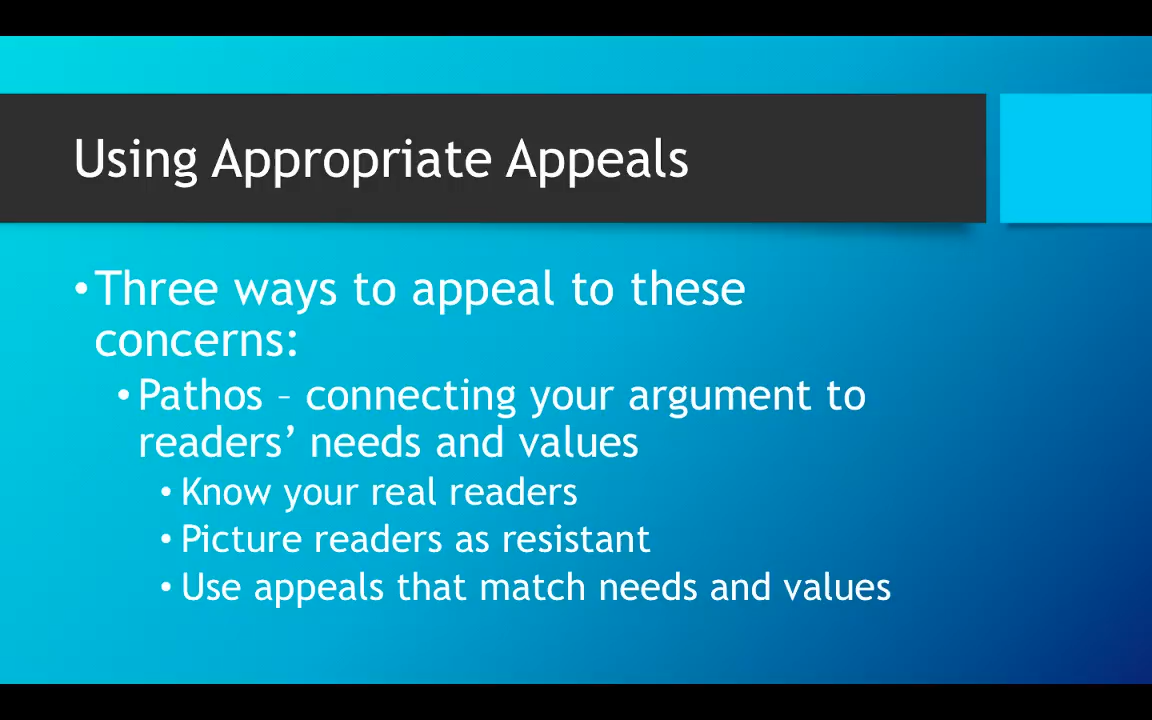 Using Appropriate Appeals
•Three ways to appeal to these
concerns:
•Pathos – connecting your argument to
readers’ needs and values
•Know your real readers
•Picture readers as resistant
•Use appeals that match needs and values